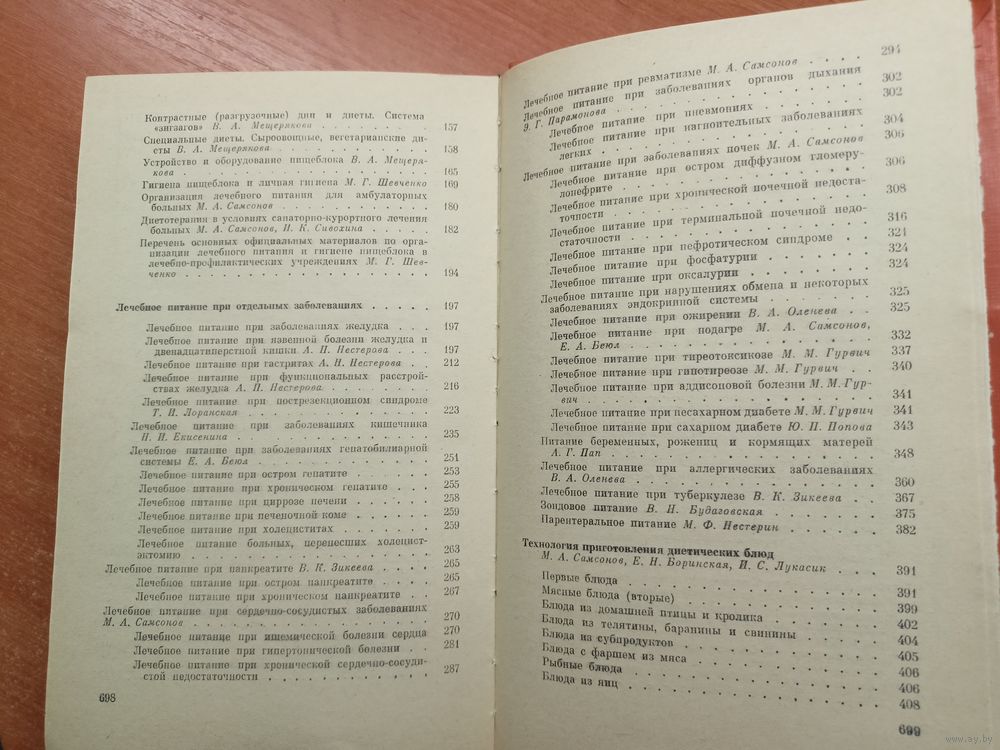 Контрастные (разгрузочные) дни и диеты. Система
«зигзагов» В. А. Мещерякова . . . . . . . 157
Специальные диеты. Сыроовощные, вегетарианские ди-
еты В. А. Мещерякова . . . . . . . . . . 158
Устройство и оборудование пищеблока В. А. Мещеря-
кова . . . . . . . . . . . . . . . . . 165
Гигиена пищеблока и личная гигиена М. Г. Шевченко 169
Организация лечебного питания для амбулаторных
больных М. А. Самсонов . . . . . . . . . 180
Диетотерапия в условиях санаторно-курортного лечения
больных М. А. Самсонов, И. К. Сивохина . . . . 182
Перечень основных официальных материалов по орга-
низации лечебного питания и гигиене пищеблока в
лечебно-профилактических учреждениях М. Г. Шев-
ченко . . . . . . . . . . . . . . . . . 194
Лечебное питание при отдельных заболеваниях . . . . 197
Лечебное питание при заболеваниях желудка . . . 197
Лечебное питание при язвенной болезни желудка и
двенадцатиперстной кишки А. П. Нестерова . . . 197
Лечебное питание при гастритах А. П. Нестерова . . 212
Лечебное питание при функциональных расстрой-
ствах желудка А. П. Нестерова . . . . . . . 216
Лечебное питание при пострезекционном синдроме
Т. И. Лоранская . . . . . . . . . . . . 223
Лечебное питание при заболеваниях кишечника
Н. И. Екисенина . . . . . . . . . . . . . 235
Лечебное питание при заболеваниях гепатобилиарной
системы Е. А. Беюл . . . . . . . . . . . 251
Лечебное питание при остром гепатите . . . . . 253
Лечебное питание при хроническом гепатите . . . 255
Лечебное питание при циррозе печени . . . . . 258
Лечебное питание при печеночной коме . . . . . 259
Лечебное питание при холециститах . . . . . . 259
Лечебное питание больных, перенесших холецист-
эктомию . . . . . . . . . . . . . . . . 263
Лечебное питание при панкреатите В. К. Зикеева . . . 265
Лечебное питание при остром панкреатите . . . . 265
Лечебное питание при хроническом панкреатите . . 267
Лечебное питание при сердечно-сосудистых заболеваниях
М. А. Самсонов . . . . . . . . . . . . . 270
Лечебное питание при ишемической болезни сердца 270
Лечебное питание при гипертонической болезни . . 281
Лечебное питание при хронической сердечно-сосуди-
стой недостаточности . . . . . . . . . . . 287
698
Лечебное питание при ревматизме М. А. Самсонов . . . . 294
Лечебное питание при заболеваниях органов дыхания
Э. Г. Парамонова . . . . . . . . . . . . 302
Лечебное питание при пневмониях . . . . . . 302
Лечебное питание при нагноительных заболеваниях
легких . . . . . . . . . . . . . . . . 304
Лечебное питание при заболеваниях почек М. А. Самсонов 306
Лечебное питание при остром диффузном гломеру-
лонефрите . . . . . . . . . . . . . . . 306
Лечебное питание при хронической почечной недоста-
точности . . . . . . . . . . . . . . . 308
Лечебное питание при терминальной почечной недо-
статочности . . . . . . . . . . . . . . 316
Лечебное питание при нефротическом синдроме . . 321
Лечебное питание при фосфатурии . . . . . . 324
Лечебное питание при оксалурии . . . . . . . 324
Лечебное питание при нарушениях обмена и некоторых
заболеваниях эндокринной системы . . . . . . 325
Лечебное питание при ожирении В. А. Оленева . . . 325
Лечебное питание при подагре М. А. Самсонов,
Е. А. Беюл . . . . . . . . . . . . . . 332
Лечебное питание при тиреотоксикозе М. М. Гурвич 337
Лечебное питание при гипотиреозе М. М. Гурвич . . 340
Лечебное питание при аддисоновой болезни М. М. Гур-
вич . . . . . . . . . . . . . . . . . 341
Лечебное питание при несахарном диабете М. М. Гурвич 341
Лечебное питание при сахарном диабете Ю. П. Попова 343
Питание беременных, рожениц и кормящих матерей
А. Г. Пап . . . . . . . . . . . . . . . 348
Лечебное питание при аллергических заболеваниях
В. А. Оленева . . . . . . . . . . . . . 360
Лечебное питание при туберкулезе В. К. Зикеева . . . 367
Зондовое питание В. И. Будаговская . . . . . . . 375
Парентеральное питание М. Ф. Нестерин . . . . . . 382
Технология приготовления диетических блюд
М. А. Самсонов, Е. Н. Боринская, И. С. Лукасик . . . 391
Первые блюда . . . . . . . . . . . . . . 391
Мясные блюда (вторые) . . . . . . . . . . . 399
Блюда из домашней птицы и кролика . . . . . . 402
Блюда из телятины, баранины и свинины . . . . . 404
Блюда из субпродуктов . . . . . . . . . . . 405
Блюда с фаршем из мяса . . . . . . . . . . 406
Рыбные блюда . . . . . . . . . . . . . . 406
Блюда из яиц . . . . . . . . . . . . . . 408
699
www.ay.by